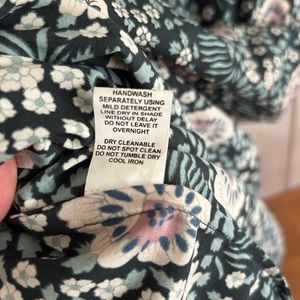 HANDWASH
SEPARATELY USING
MILD DETERGENT
LINE DRY IN SHADE
WITHOUT DELAY
DO NOT LEAVE IT
OVERNIGHT
DRY CLEANABLE
DO NOT SPOT CLEAN
DO NOT TUMBLE DRY
COOL IRON